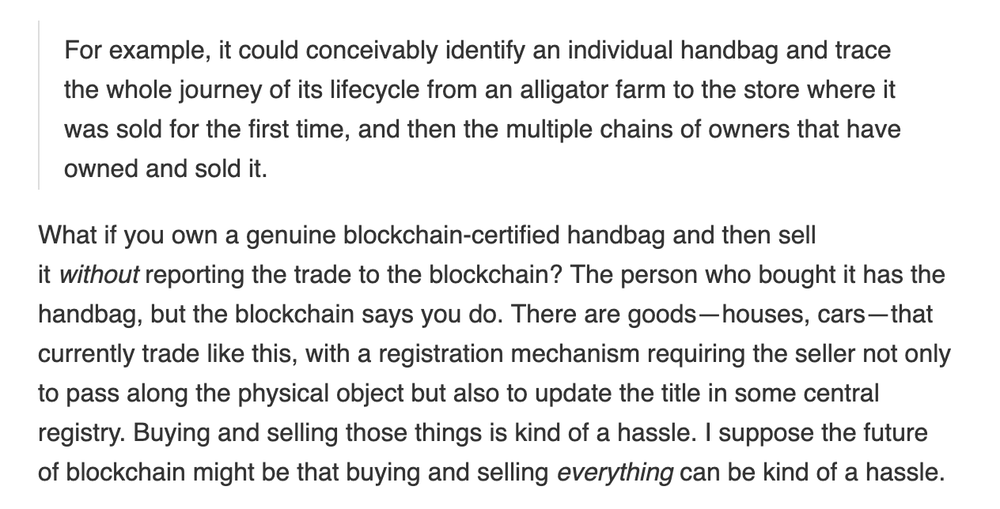 For example, it could conceivably identify an individual handbag and trace
the whole journey of its lifecycle from an alligator farm to the store where it
was sold for the first time, and then the multiple chains of owners that have
owned and sold it.
What if you own a genuine blockchain-certified handbag and then sell
it without reporting the trade to the blockchain? The person who bought it has the
handbag, but the blockchain says you do. There are goods—houses, cars—that
currently trade like this, with a registration mechanism requiring the seller not only
to pass along the physical object but also to update the title in some central
registry. Buying and selling those things is kind of a hassle. I suppose the future
of blockchain might be that buying and selling everything can be kind of a hassle.